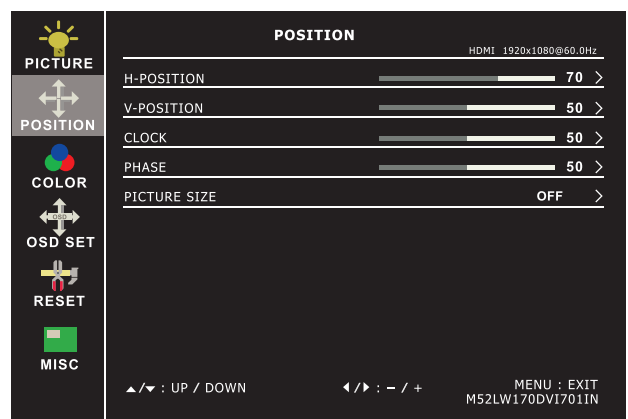 PICTURE
POSITION
COLOR
OSD
OSD SET
RESET
MISC
POSITION
HDMI 1920x1080@60.0Hz
H-POSITION 70
V-POSITION 50
CLOCK 50
PHASE 50
PICTURE SIZE OFF
▲/▼ : UP / DOWN ◀/▶ : – / + MENU : EXIT
M52LW170DVI701IN